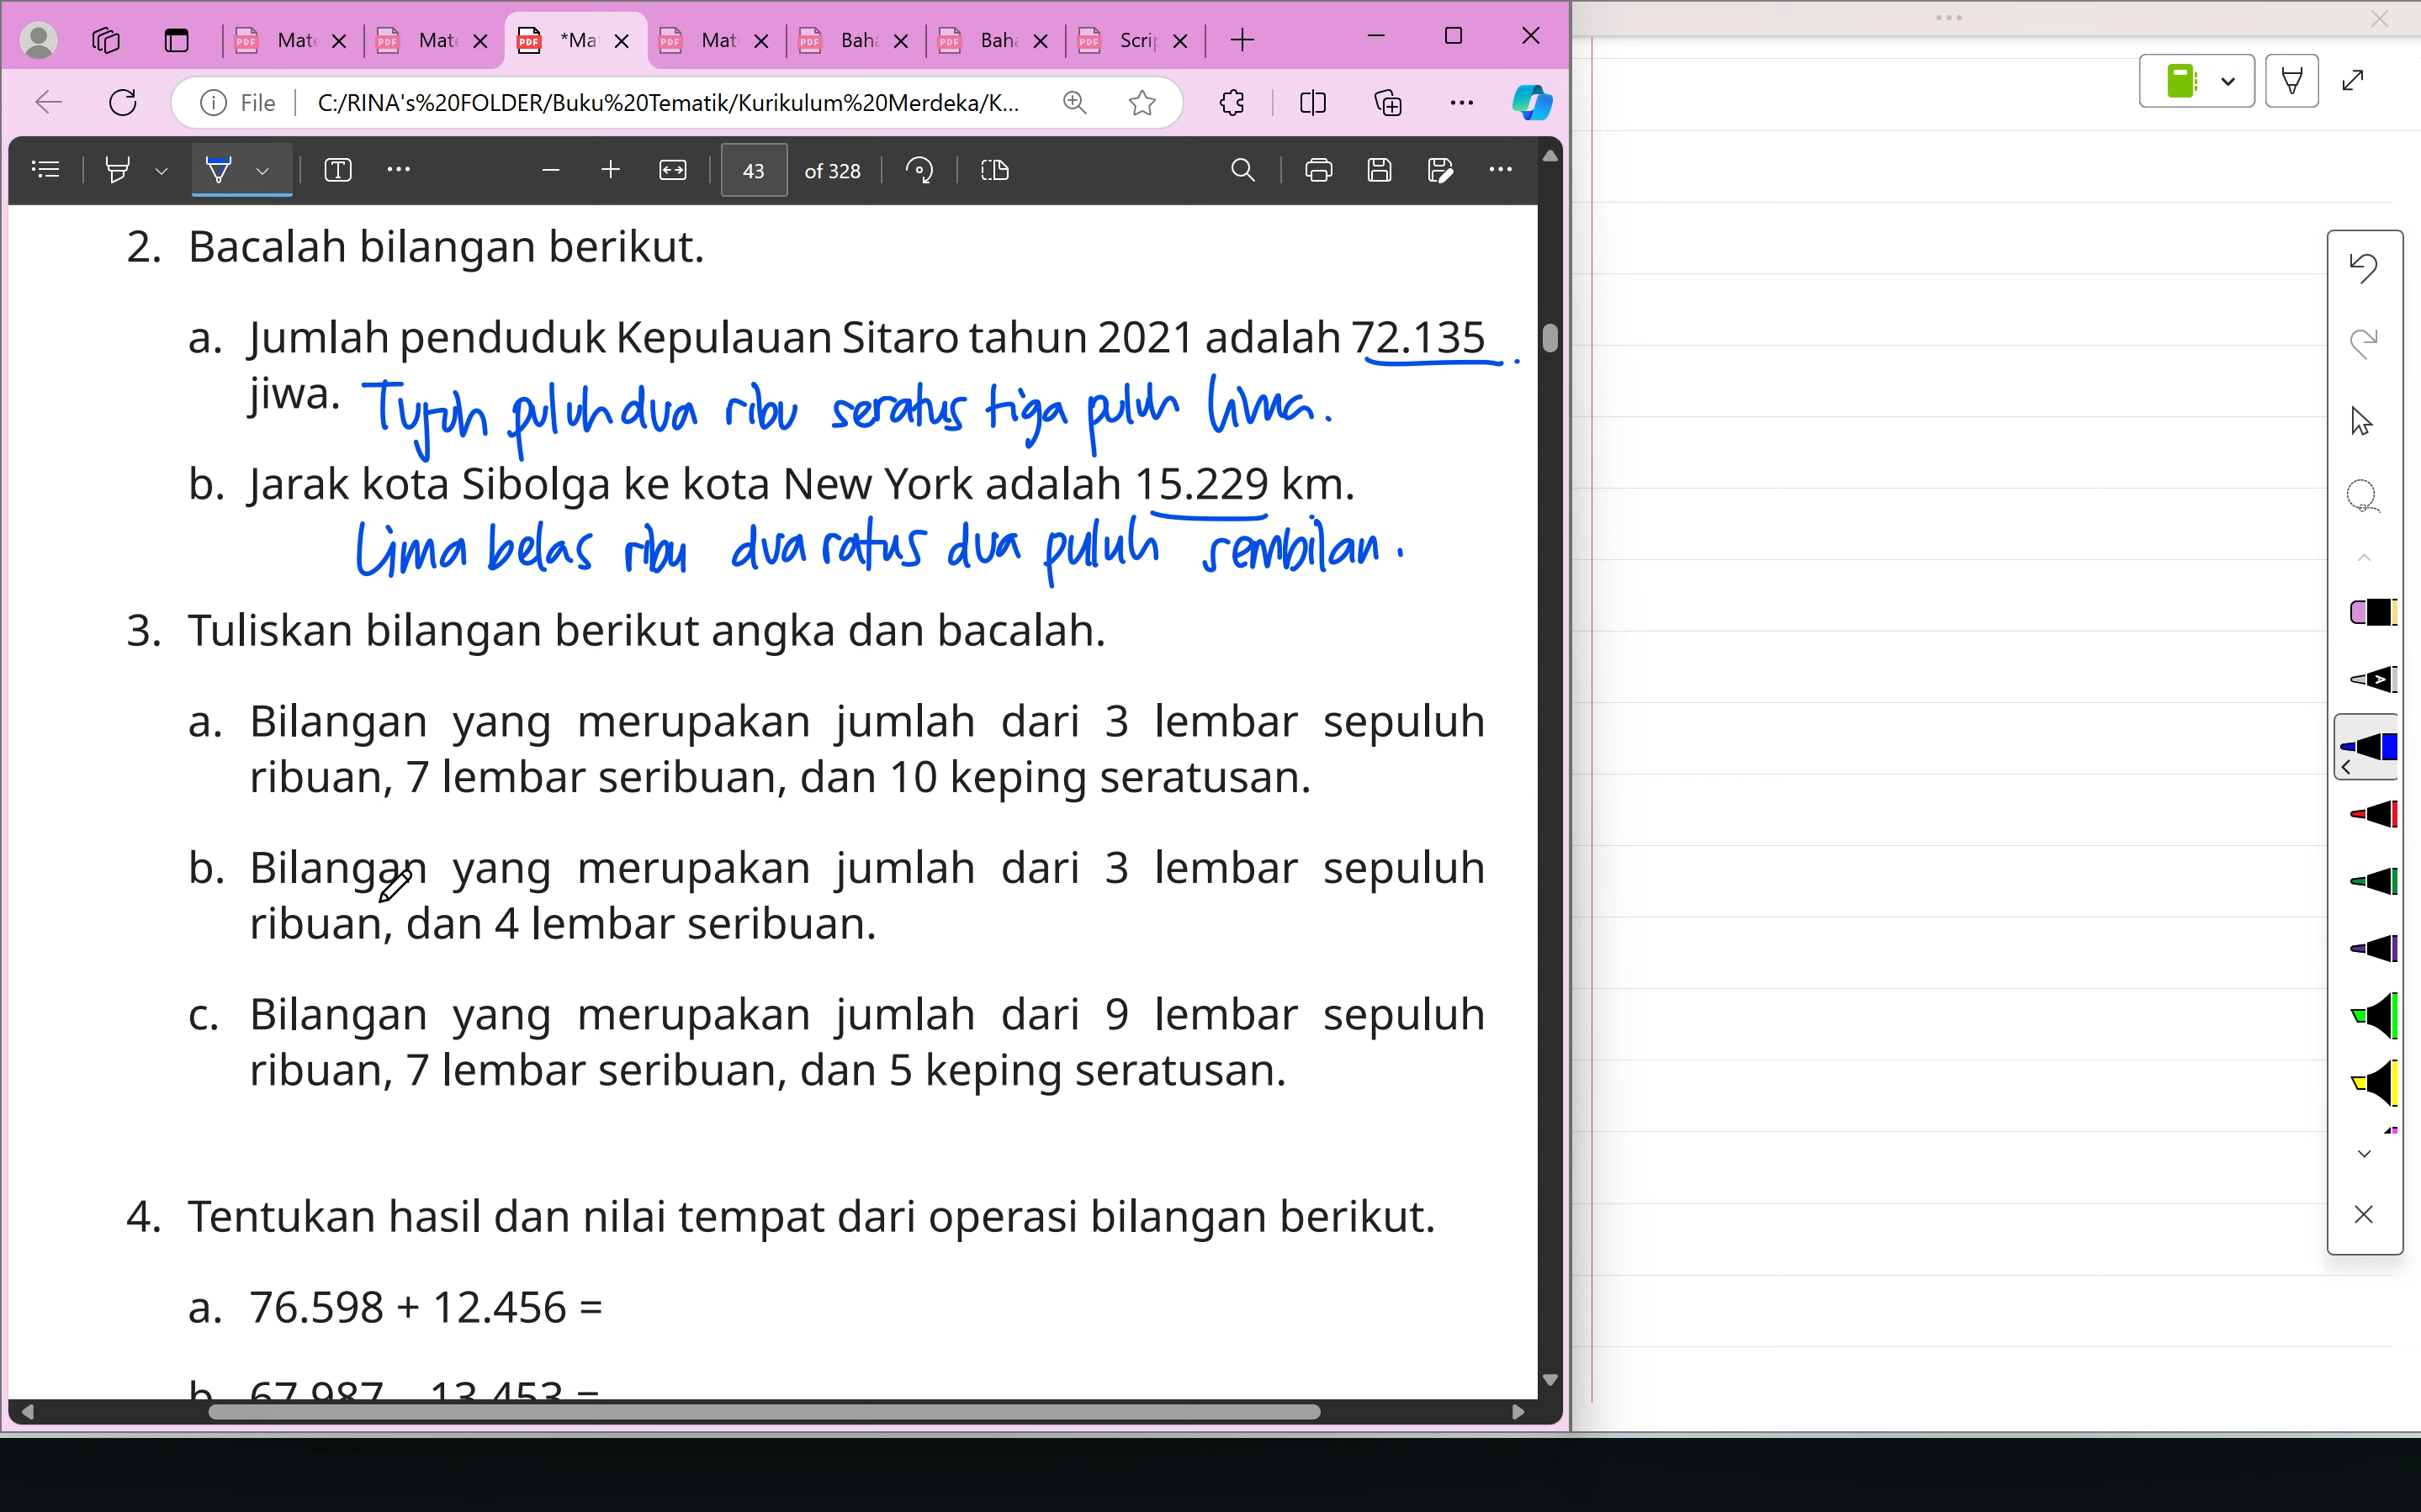 Mat
Mat
*Ma
Mat
Bah
Bah
Scrip
File
C:/RINA's%20FOLDER/Buku%20Tematik/Kurikulum%20Merdeka/K...
43 of 328
2. Bacalah bilangan berikut.
a. Jumlah penduduk Kepulauan Sitaro tahun 2021 adalah 72.135
jiwa. Tujuh puluh dua ribu seratus tiga puluh lima.
b. Jarak kota Sibolga ke kota New York adalah 15.229 km.
Lima belas ribu dua ratus dua puluh sembilan.
3. Tuliskan bilangan berikut angka dan bacalah.
a. Bilangan yang merupakan jumlah dari 3 lembar sepuluh
ribuan, 7 lembar seribuan, dan 10 keping seratusan.
b. Bilangan yang merupakan jumlah dari 3 lembar sepuluh
ribuan, dan 4 lembar seribuan.
c. Bilangan yang merupakan jumlah dari 9 lembar sepuluh
ribuan, 7 lembar seribuan, dan 5 keping seratusan.
4. Tentukan hasil dan nilai tempat dari operasi bilangan berikut.
a. 76.598 + 12.456 =
b. 67.987 13.453 =